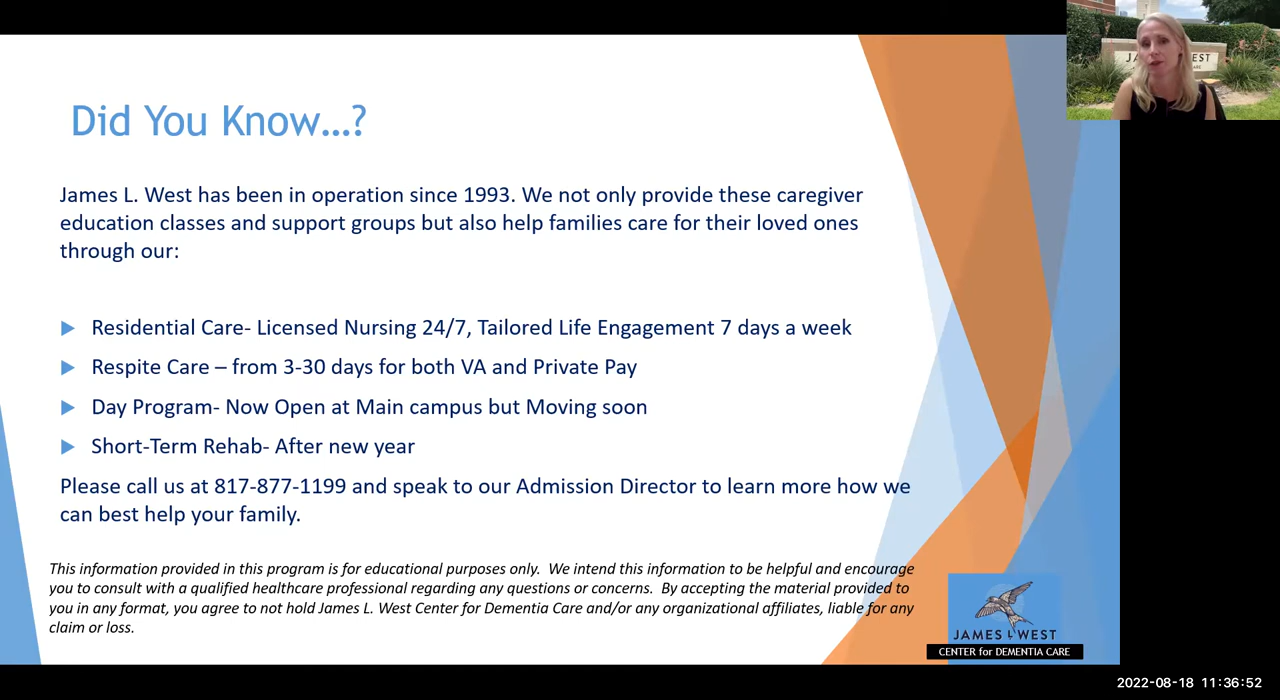 Did You Know...?
James L. West has been in operation since 1993. We not only provide these caregiver
education classes and support groups but also help families care for their loved ones
through our:
Residential Care- Licensed Nursing 24/7, Tailored Life Engagement 7 days a week
Respite Care – from 3-30 days for both VA and Private Pay
Day Program- Now Open at Main campus but Moving soon
Short-Term Rehab- After new year
Please call us at 817-877-1199 and speak to our Admission Director to learn more how we
can best help your family.
This information provided in this program is for educational purposes only. We intend this information to be helpful and encourage
you to consult with a qualified healthcare professional regarding any questions or concerns. By accepting the material provided to
you in any format, you agree to not hold James L. West Center for Dementia Care and/or any organizational affiliates, liable for any
claim or loss.
JAMES L WEST
CENTER for DEMENTIA CARE
2022-08-18 11:36:52